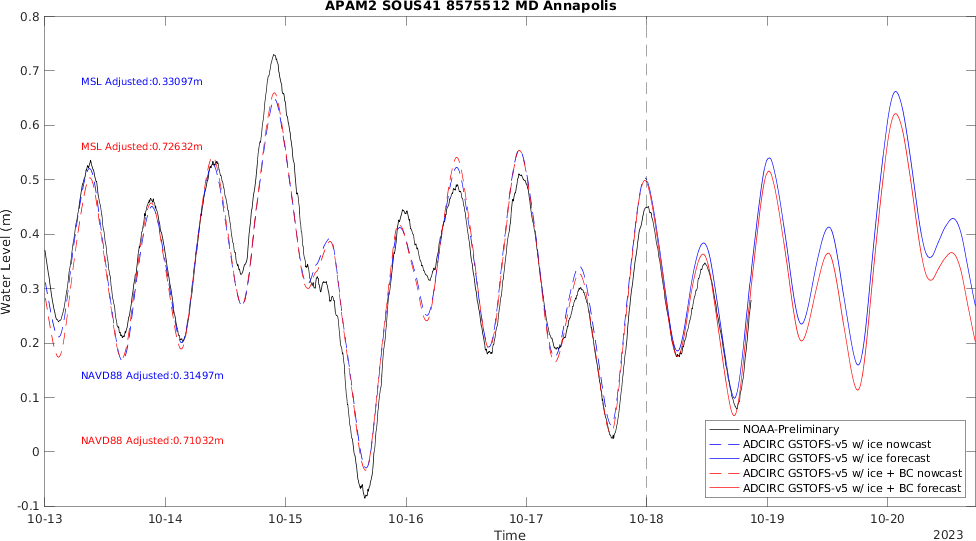 APAM2 SOUS41 8575512 MD Annapolis
0.8
0.7
0.6
0.5
0.4
0.3
0.2
0.1
0
-0.1
Water Level (m)
MSL Adjusted:0.33097m
MSL Adjusted:0.72632m
NAVD88 Adjusted:0.31497m
NAVD88 Adjusted:0.71032m
NOAA-Preliminary
ADCIRC GSTOFS-v5 w/ ice nowcast
ADCIRC GSTOFS-v5 w/ ice forecast
ADCIRC GSTOFS-v5 w/ ice + BC nowcast
ADCIRC GSTOFS-v5 w/ ice + BC forecast
10-13 10-14 10-15 10-16 10-17 10-18 10-19 10-20
Time
2023